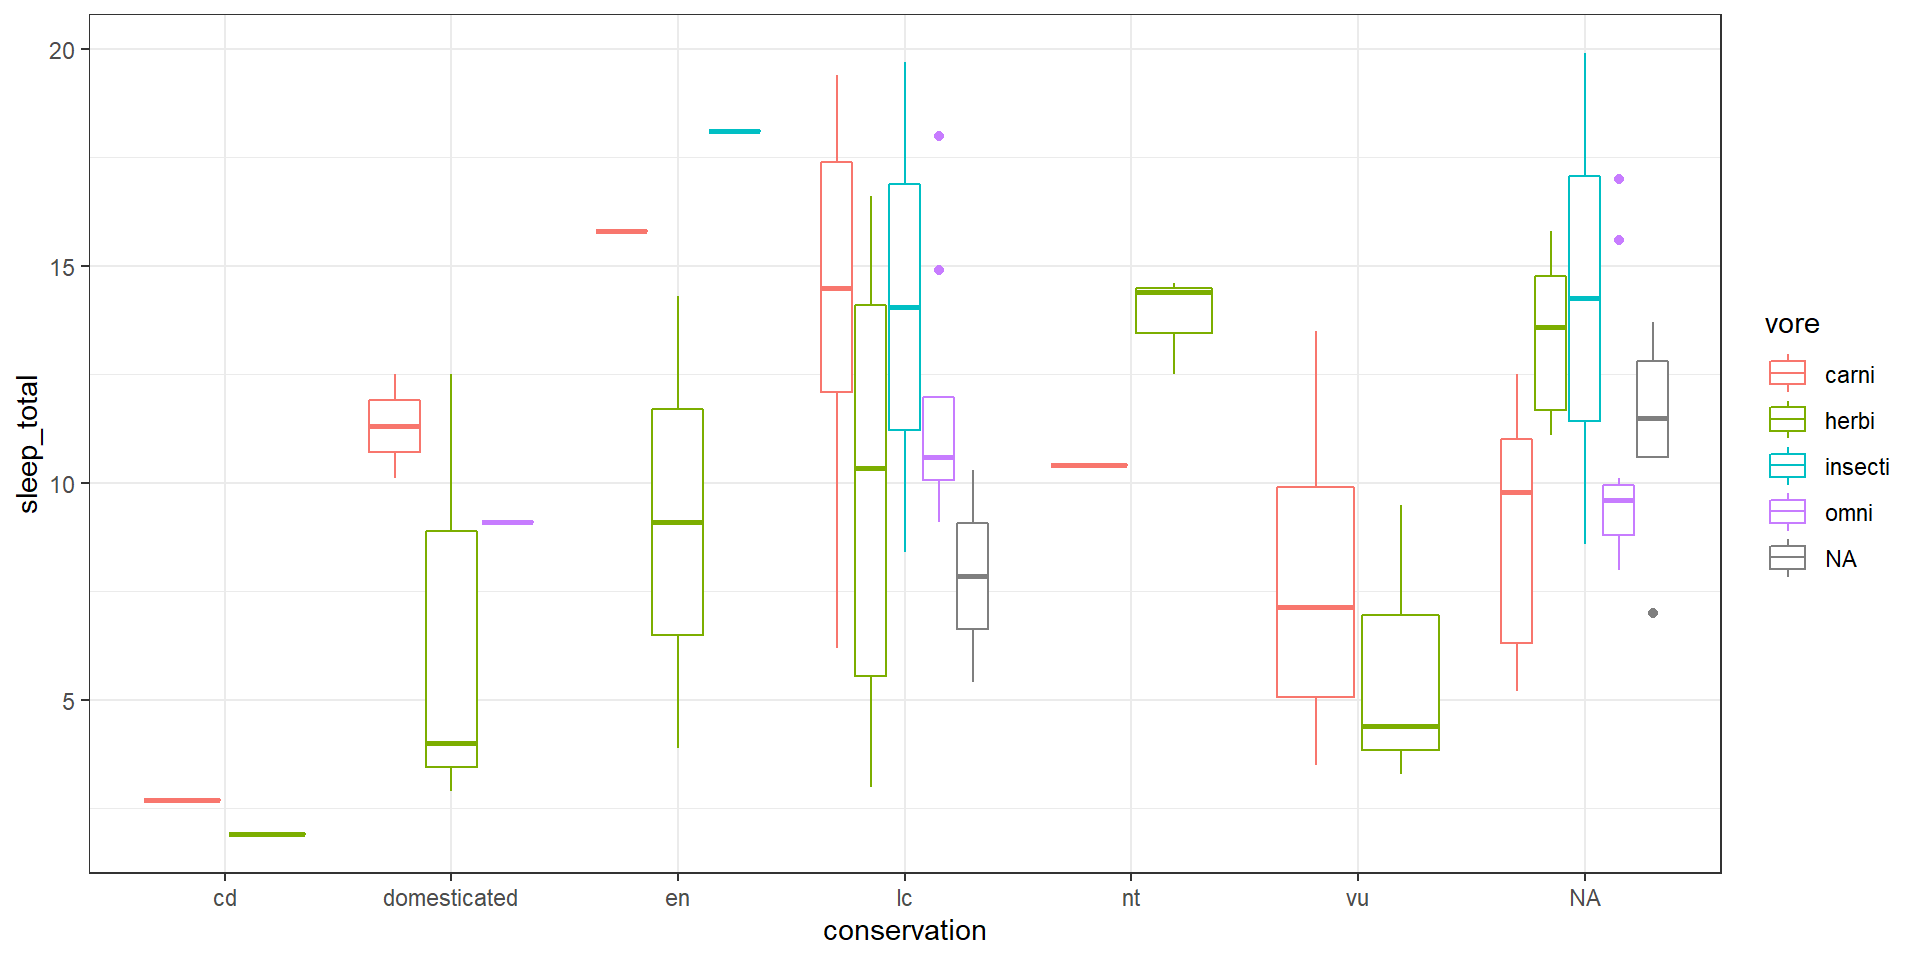 20
15
10
5
sleep_total
cd domesticated en lc nt vu NA
conservation
vore
carni
herbi
insecti
omni
NA